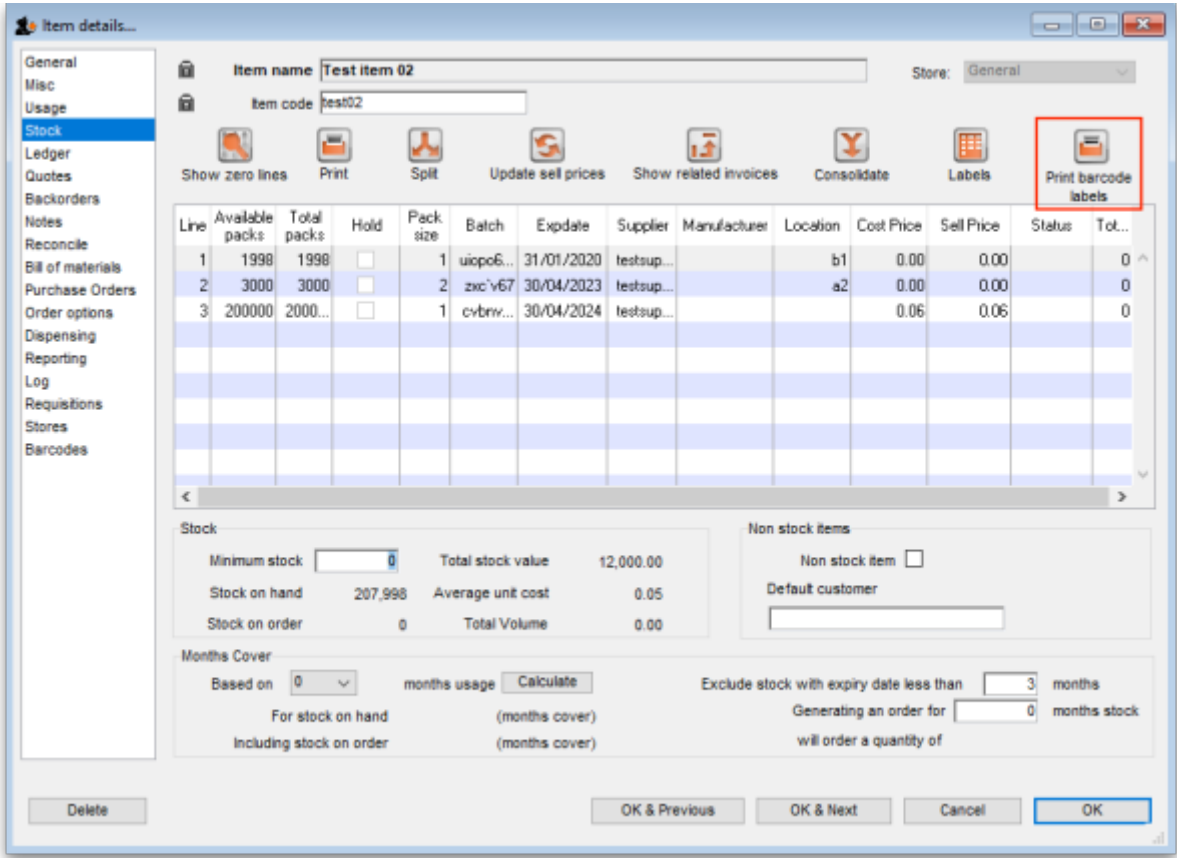 Item details...
General
Misc
Usage
Stock
Ledger
Quotes
Backorders
Notes
Reconcile
Bill of materials
Purchase Orders
Order options
Dispensing
Reporting
Log
Requisitions
Stores
Barcodes
Item name Test item 02 Store: General
Item code test02
Show zero lines Print Split Update sell prices Show related invoices Consolidate Labels Print barcode labels
Line Available packs Total packs Hold Pack size Batch Expdate Supplier Manufacturer Location Cost Price Sell Price Status Tot...
1 1998 1998 1 uiopo6... 31/01/2020 testsup... b1 0.00 0.00 0
2 3000 3000 2 zxc`v67 30/04/2023 testsup... a2 0.00 0.00 0
3 200000 2000... 1 cvbnv... 30/04/2024 testsup... 0.06 0.06 0
Stock
Minimum stock 0 Total stock value 12,000.00
Stock on hand 207,998 Average unit cost 0.05
Stock on order 0 Total Volume 0.00
Non stock items
Non stock item
Default customer
Months Cover
Based on 0 months usage Calculate
For stock on hand (months cover)
Including stock on order (months cover)
Exclude stock with expiry date less than 3 months
Generating an order for 0 months stock
will order a quantity of
Delete OK & Previous OK & Next Cancel OK